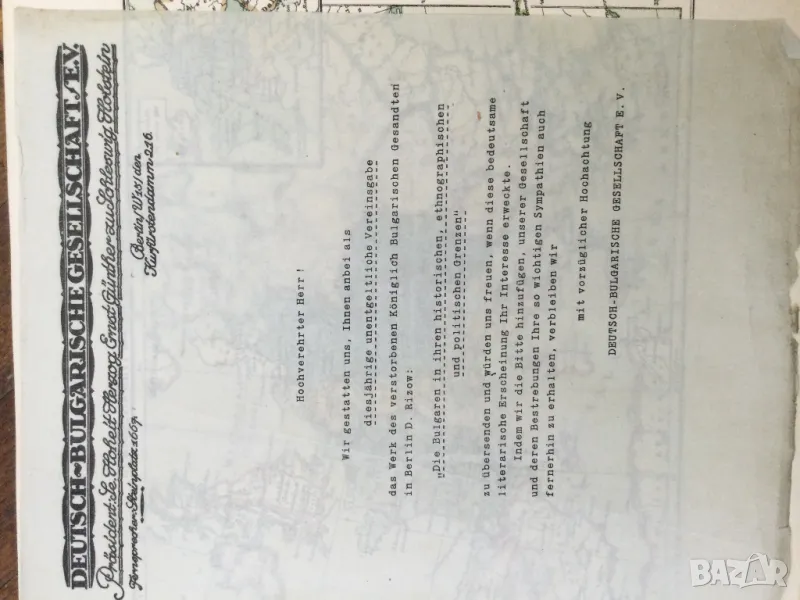 DEUTSCH-BULGARISCHE GESELLSCHAFT E.V.
Präsident: Se. Hoheit Herzog Ernst Günther zu Schleswig-Holstein
Fernsprecher: Steinplatz
Berlin W.15, den
Kurfürstendamm 216.
Hochverehrter Herr!
Wir gestatten uns, Ihnen anbei als
diesjährige unentgeltliche Vereinsgabe
das Werk des verstorbenen Königlich Bulgarischen Gesandten
in Berlin D. Rizow:
„Die Bulgaren in ihren historischen, ethnographischen
und politischen Grenzen"
zu übersenden und würden uns freuen, wenn diese bedeutsame
literarische Erscheinung Ihr Interesse erweckte.
Indem wir die Bitte hinzufügen, unserer Gesellschaft
und deren Bestrebungen Ihre so wichtigen Sympathien auch
fernerhin zu erhalten, verbleiben wir
mit vorzüglicher Hochachtung
DEUTSCH-BULGARISCHE GESELLSCHAFT E.V.
BAZAR